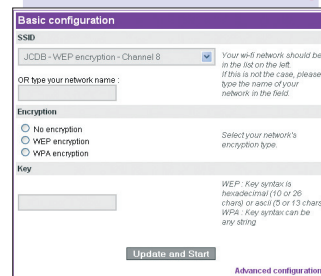 Basic configuration
SSID
JCDB - WEP encryption - Channel 8
Your wi-fi network should be
in the list on the left.
If this is not the case, please
type the name of your
network in the field.
OR type your network name :
Encryption
No encryption
WEP encryption
WPA encryption
Select your network's
encryption type.
Key
WEP : Key syntax is
hexadecimal (10 or 26
chars) or ascii (5 or 13 chars
WPA : Key syntax can be
any string
Update and Start
Advanced configuration